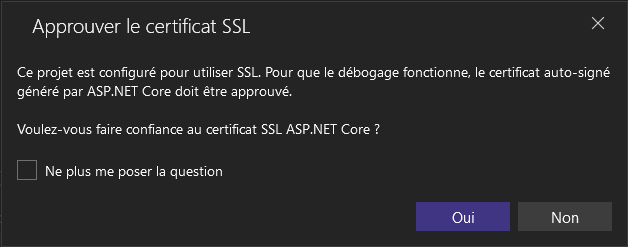 Approuver le certificat SSL
Ce projet est configuré pour utiliser SSL. Pour que le débogage fonctionne, le certificat auto-signé
généré par ASP.NET Core doit être approuvé.
Voulez-vous faire confiance au certificat SSL ASP.NET Core ?
Ne plus me poser la question
Oui
Non